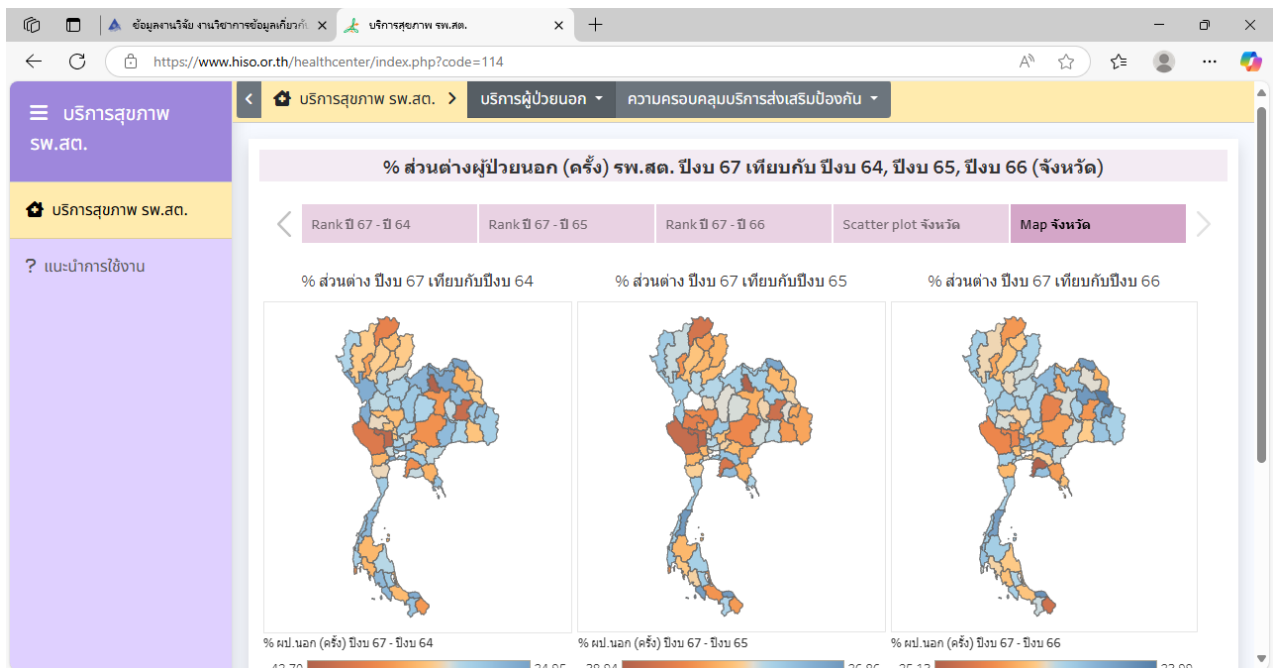 ข้อมูลงานวิจัย งานวิชาการข้อมูลเกี่ยวกับ
บริการสุขภาพ รพ.สต.
https://www.hiso.or.th/healthcenter/index.php?code=114
บริการสุขภาพ
รพ.สต.
บริการสุขภาพ รพ.สต.
บริการผู้ป่วยนอก
ความครอบคลุมบริการส่งเสริมป้องกัน
บริการสุขภาพ รพ.สต.
? แนะนำการใช้งาน
% ส่วนต่างผู้ป่วยนอก (ครั้ง) รพ.สต. ปีงบ 67 เทียบกับ ปีงบ 64, ปีงบ 65, ปีงบ 66 (จังหวัด)
Rank ปี 67 - ปี 64
Rank ปี 67 - ปี 65
Rank ปี 67 - ปี 66
Scatter plot จังหวัด
Map จังหวัด
% ส่วนต่าง ปีงบ 67 เทียบกับปีงบ 64
% ส่วนต่าง ปีงบ 67 เทียบกับปีงบ 65
% ส่วนต่าง ปีงบ 67 เทียบกับปีงบ 66
% ผป.นอก (ครั้ง) ปีงบ 67 - ปีงบ 64
% ผป.นอก (ครั้ง) ปีงบ 67 - ปีงบ 65
% ผป.นอก (ครั้ง) ปีงบ 67 - ปีงบ 66